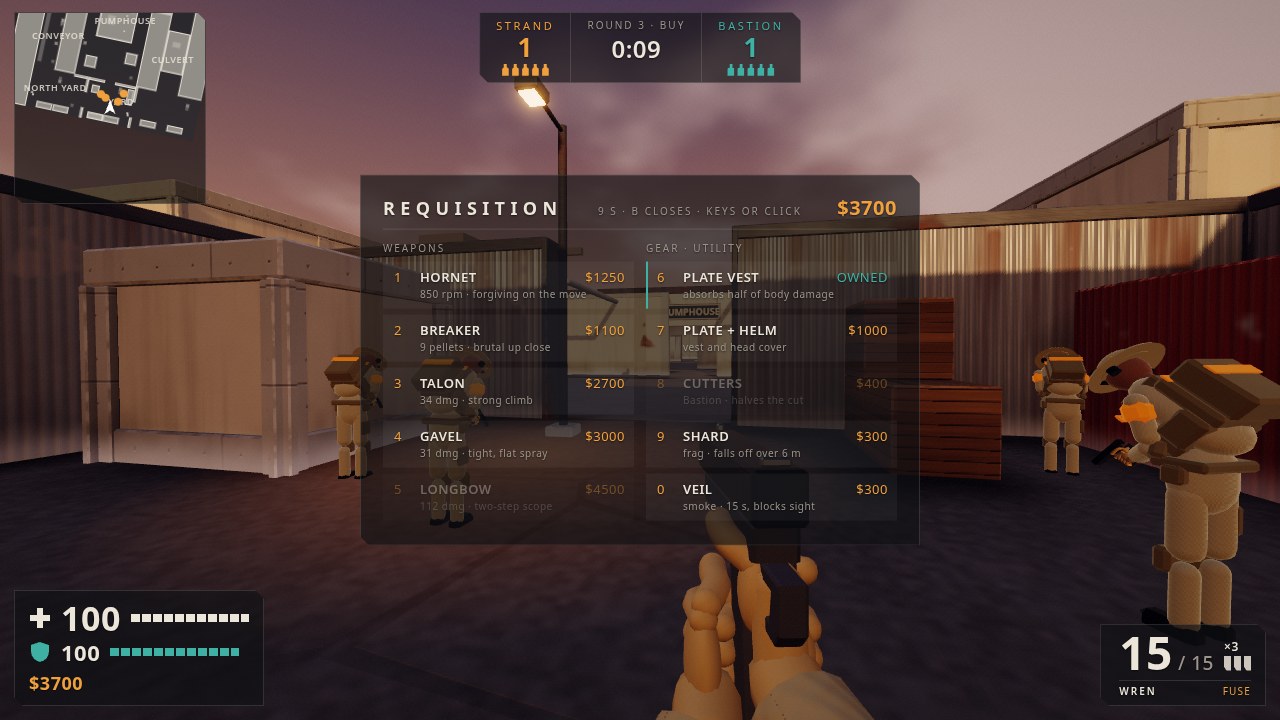 PUMPHOUSE
CONVEYOR
CULVERT
NORTH YARD
STRAND
1
ROUND 3 · BUY
0:09
BASTION
1
REQUISITION
9 S · B CLOSES · KEYS OR CLICK
$3700
WEAPONS
1 HORNET $1250
850 rpm · forgiving on the move
2 BREAKER $1100
9 pellets · brutal up close
3 TALON $2700
34 dmg · strong climb
4 GAVEL $3000
31 dmg · tight, flat spray
5 LONGBOW $4500
112 dmg · two-step scope
GEAR · UTILITY
6 PLATE VEST OWNED
absorbs half of body damage
7 PLATE + HELM $1000
vest and head cover
8 CUTTERS $400
Bastion · halves the cut
9 SHARD $300
frag · falls off over 6 m
0 VEIL $300
smoke · 15 s, blocks sight
UMPHOUSE
100
100
$3700
15 / 15 ×3
WREN FUSE